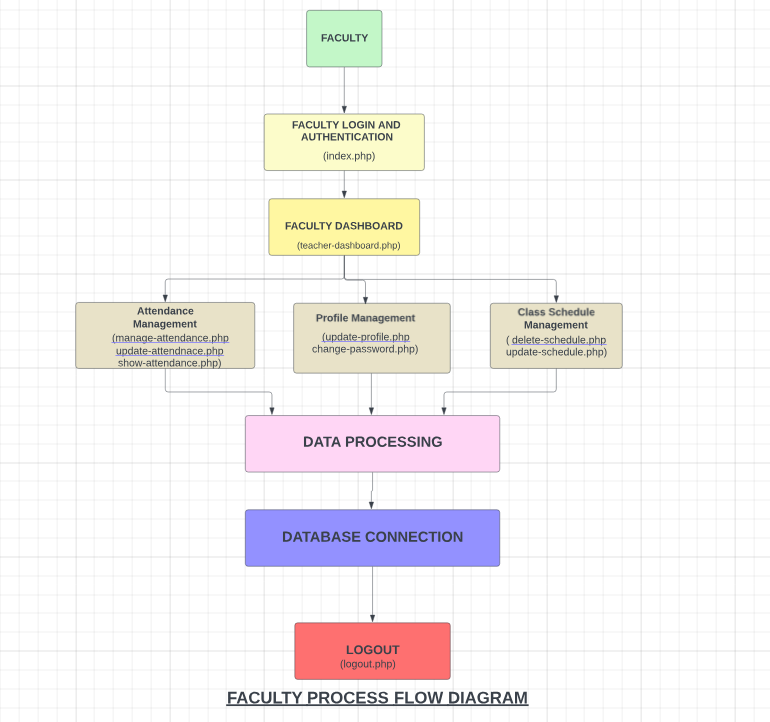 FACULTY
FACULTY LOGIN AND
AUTHENTICATION
(index.php)
FACULTY DASHBOARD
(teacher-dashboard.php)
Attendance
Management
(manage-attendance.php
update-attendnace.php
show-attendance.php)
Profile Management
(update-profile.php
change-password.php)
Class Schedule
Management
( delete-schedule.php
update-schedule.php)
DATA PROCESSING
DATABASE CONNECTION
LOGOUT
(logout.php)
FACULTY PROCESS FLOW DIAGRAM